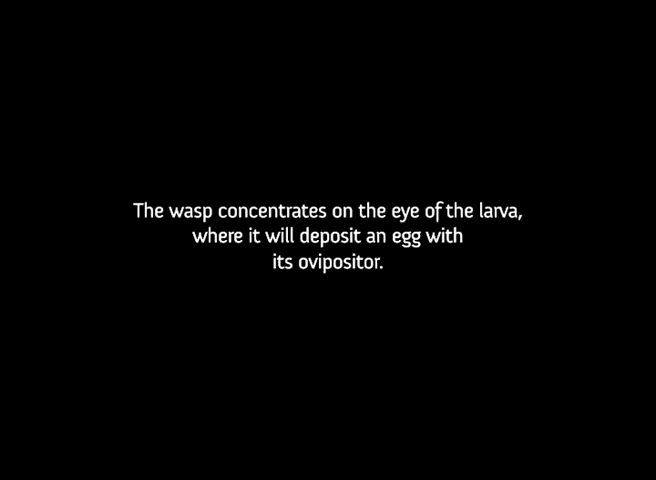 The wasp concentrates on the eye of the larva,
where it will deposit an egg with
its ovipositor.